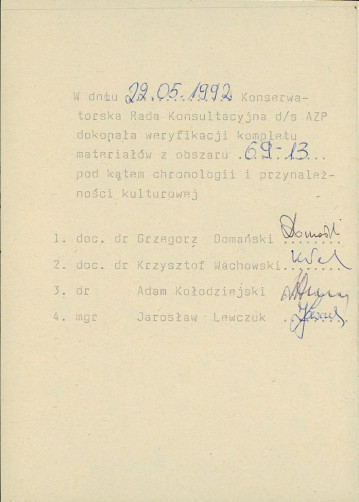 W dniu 22.05.1992 Konserwa-
torska Rada Konsultacyjna d/s AZP
dokonała weryfikacji kompletu
materiałów z obszaru .69-13...
pod kątem chronologii i przynależ-
ności kulturowej
1. doc. dr Grzegorz Domański Domański
2. doc. dr Krzysztof Wachowski
3. dr Adam Kołodziejski
4. mgr Jarosław Lewczuk